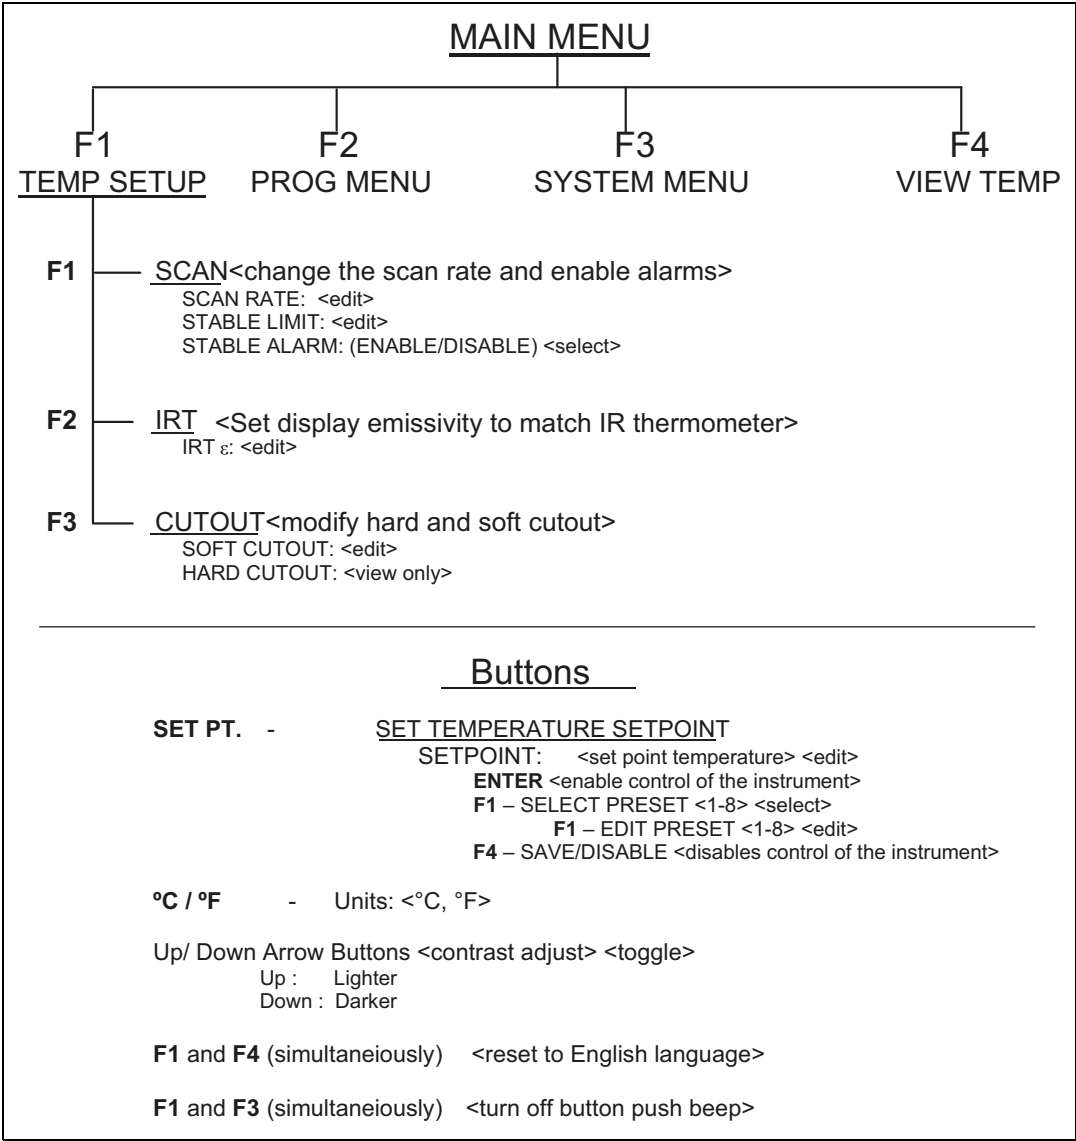 MAIN MENU
F1 F2 F3 F4
TEMP SETUP PROG MENU SYSTEM MENU VIEW TEMP
F1 SCAN<change the scan rate and enable alarms>
SCAN RATE: <edit>
STABLE LIMIT: <edit>
STABLE ALARM: (ENABLE/DISABLE) <select>
F2 IRT <Set display emissivity to match IR thermometer>
IRT ε: <edit>
F3 CUTOUT<modify hard and soft cutout>
SOFT CUTOUT: <edit>
HARD CUTOUT: <view only>
Buttons
SET PT. - SET TEMPERATURE SETPOINT
SETPOINT: <set point temperature> <edit>
ENTER <enable control of the instrument>
F1 – SELECT PRESET <1-8> <select>
F1 – EDIT PRESET <1-8> <edit>
F4 – SAVE/DISABLE <disables control of the instrument>
ºC / ºF - Units: <°C, °F>
Up/ Down Arrow Buttons <contrast adjust> <toggle>
Up : Lighter
Down : Darker
F1 and F4 (simultaneiously) <reset to English language>
F1 and F3 (simultaneiously) <turn off button push beep>